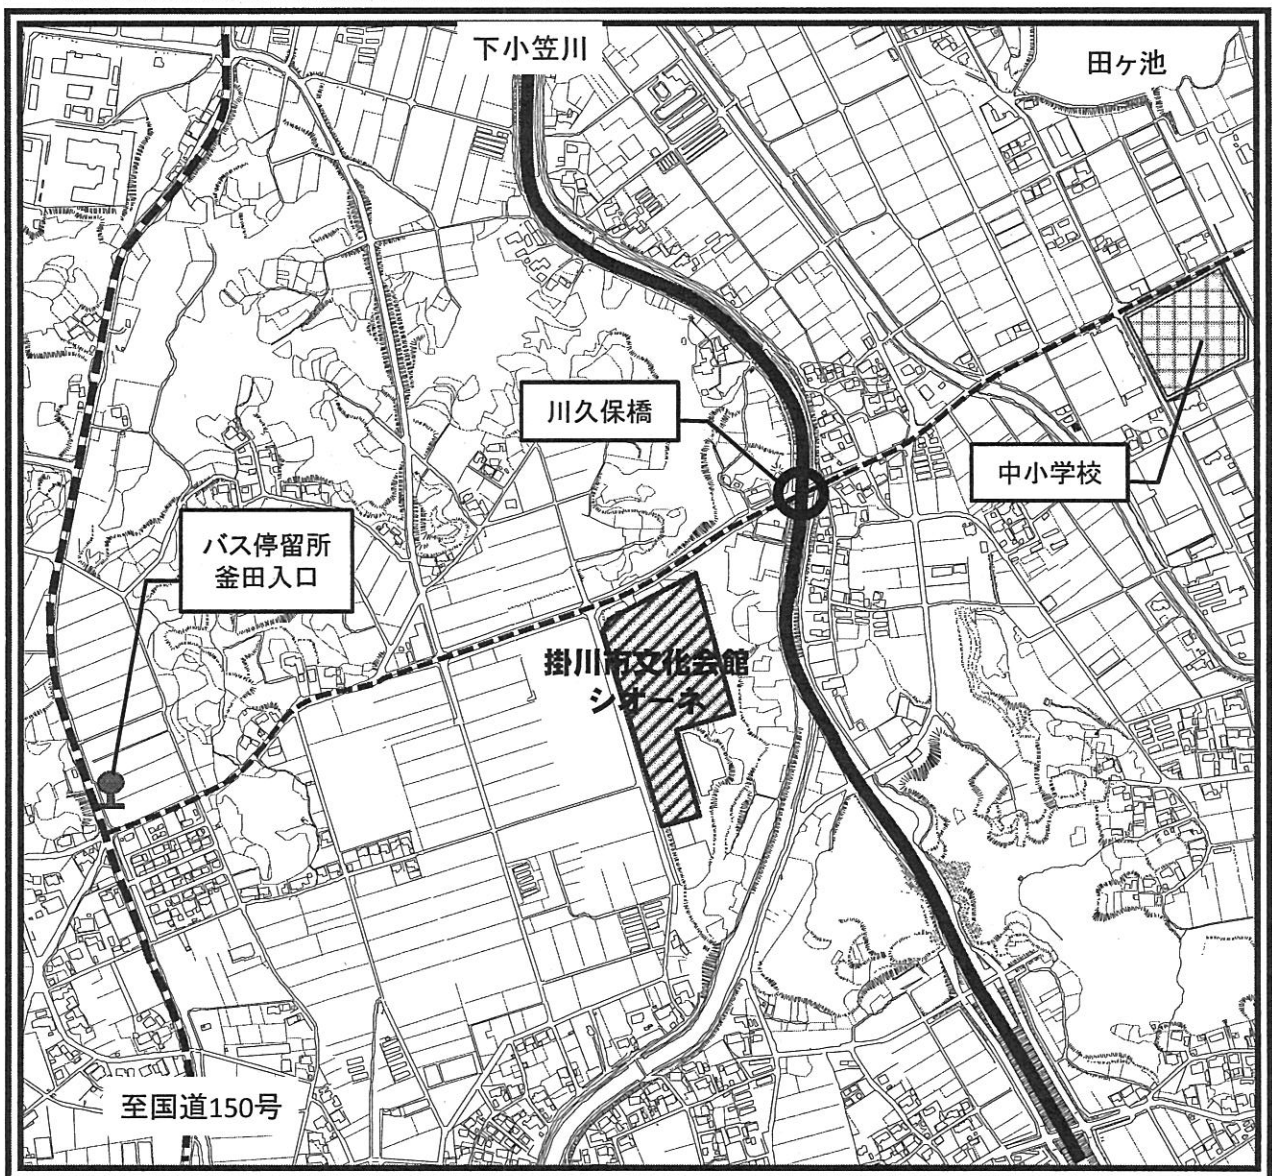 下小笠川
田ヶ池
川久保橋
中小学校
バス停留所
釜田入口
掛川市文化会館
シオーネ
至国道150号